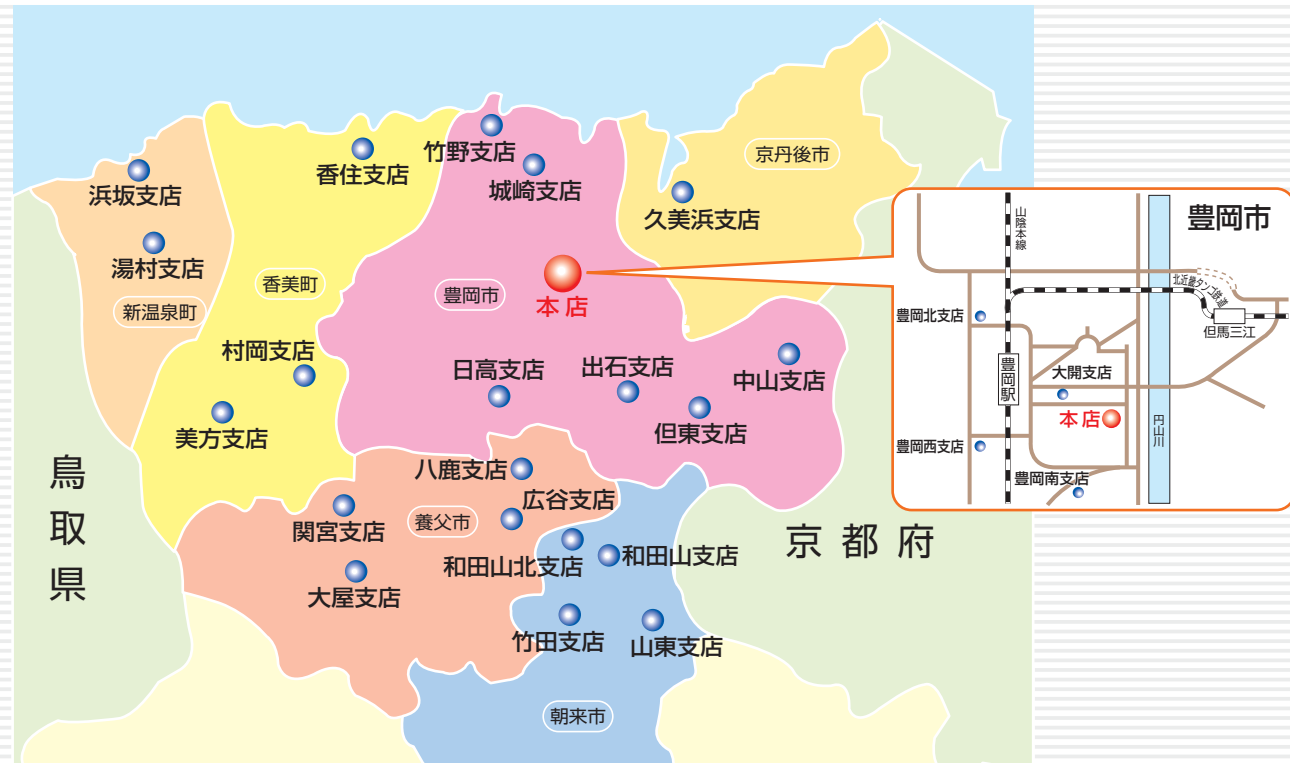 竹野支店
香住支店
城崎支店
京丹後市
浜坂支店
久美浜支店
湯村支店
香美町
豊岡市
新温泉町
本店
村岡支店
日高支店
出石支店
中山支店
美方支店
但東支店
鳥取県
八鹿支店
広谷支店
関宮支店
養父市
京都府
和田山北支店
和田山支店
大屋支店
竹田支店
山東支店
朝来市
豊岡市
山陰本線
北近畿タンゴ鉄道
豊岡北支店
但馬三江
豊岡駅
大開支店
本店
円山川
豊岡西支店
豊岡南支店